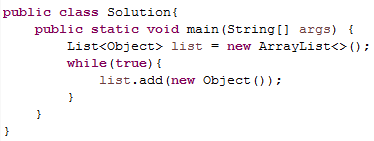 public class Solution{
    public static void main(String[] args) {
        List<Object> list = new ArrayList<>();
        while(true){
            list.add(new Object());
        }
    }
}